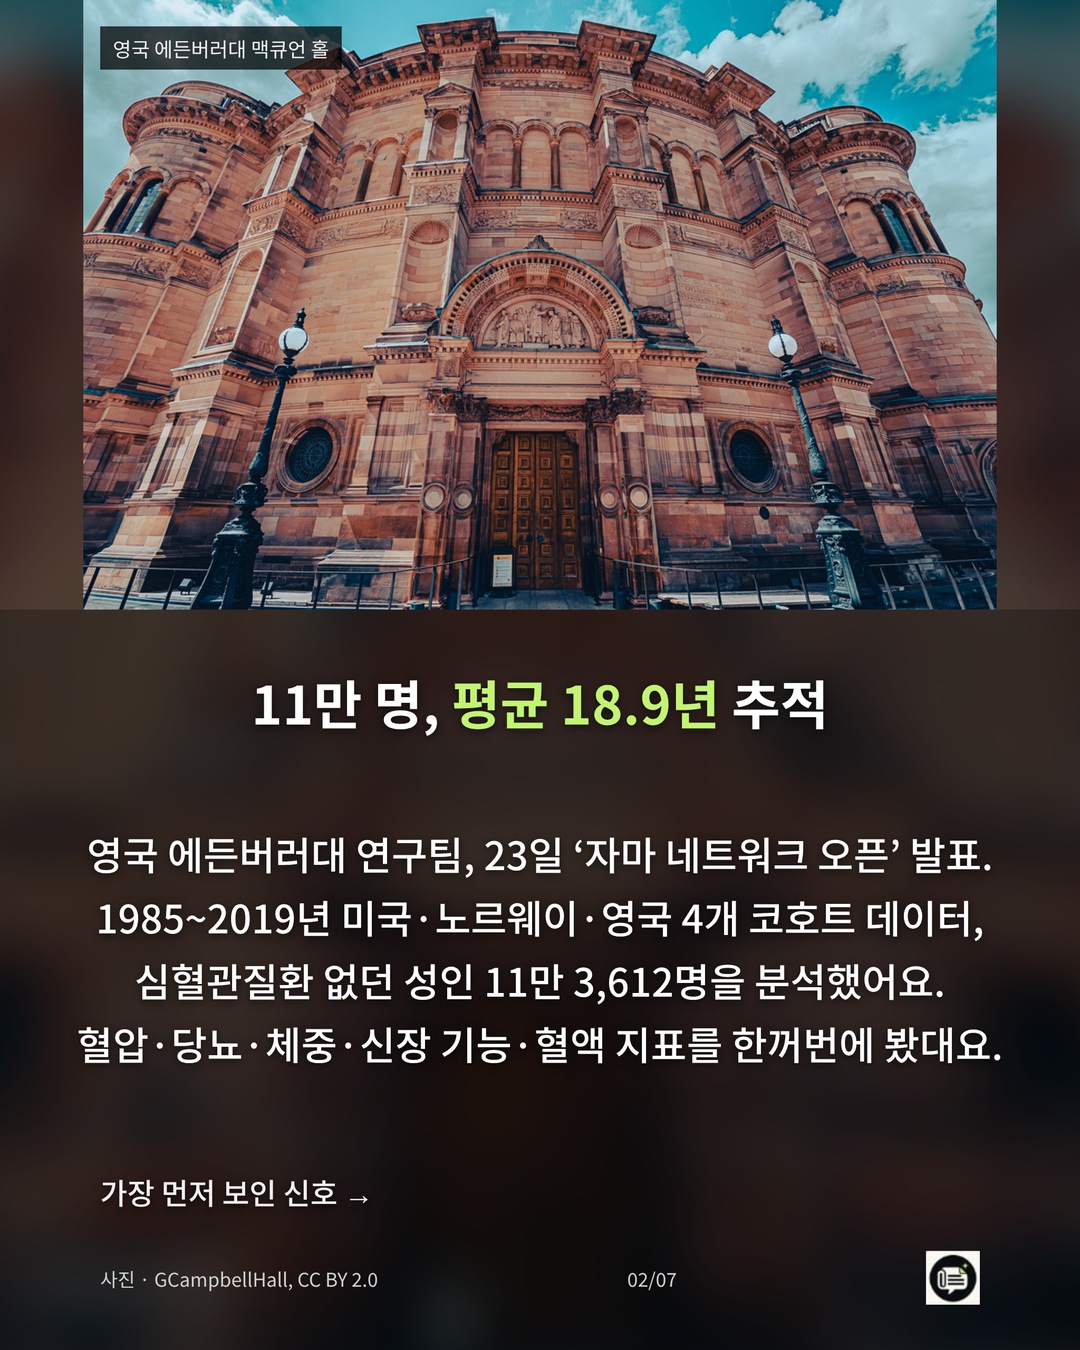 영국 에든버러대 맥큐언 홀
11만 명, 평균 18.9년 추적
영국 에든버러대 연구팀, 23일 ‘자마 네트워크 오픈’ 발표.
1985~2019년 미국·노르웨이·영국 4개 코호트 데이터,
심혈관질환 없던 성인 11만 3,612명을 분석했어요.
혈압·당뇨·체중·신장 기능·혈액 지표를 한꺼번에 봤대요.
가장 먼저 보인 신호 →
사진 · GCampbellHall, CC BY 2.0
02/07